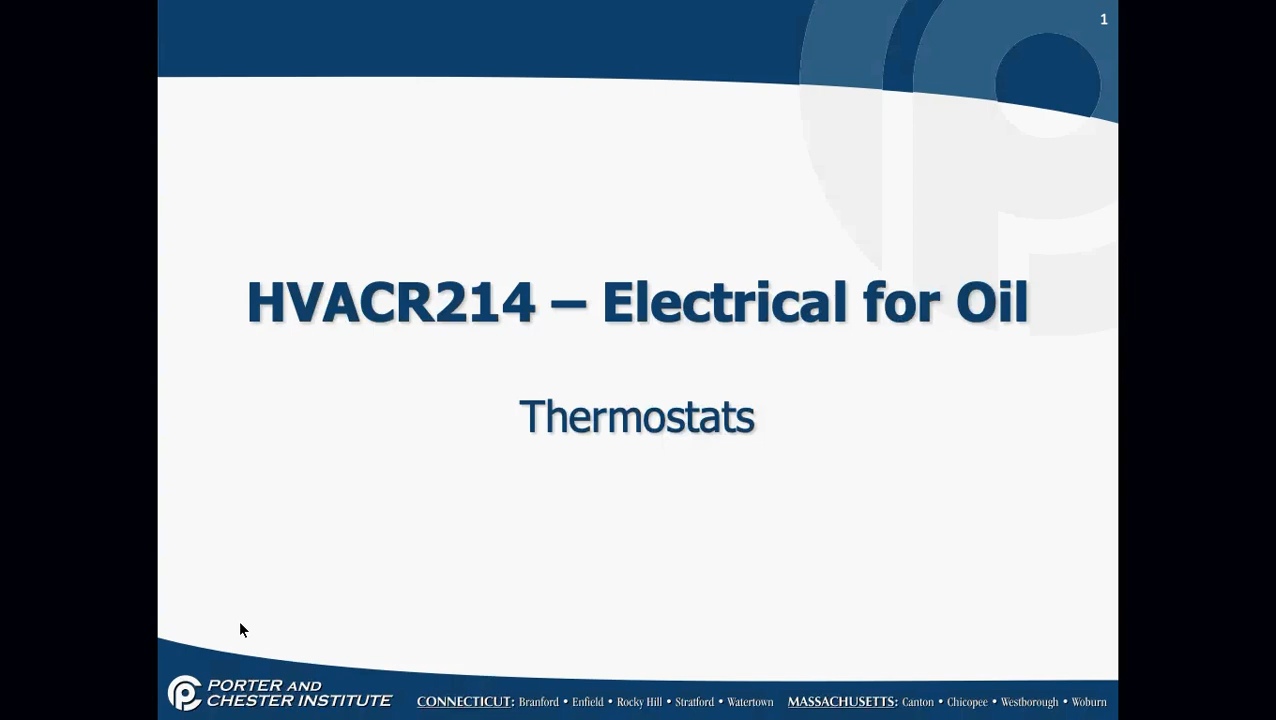 1
HVACR214 – Electrical for Oil
Thermostats
PORTER AND
CHESTER INSTITUTE
CONNECTICUT: Branford • Enfield • Rocky Hill • Stratford • Watertown MASSACHUSETTS: Canton • Chicopee • Westborough • Woburn